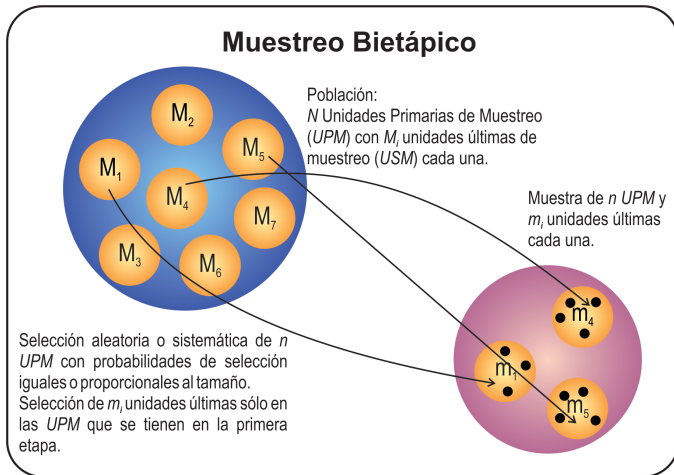 Muestreo Bietápico
Población:
N Unidades Primarias de Muestreo
(UPM) con Mi unidades últimas de
muestreo (USM) cada una.
M2
M5
M1
M4
M7
M3
M6
Muestra de n UPM y
mi unidades últimas
cada una.
m4
m1
m5
Selección aleatoria o sistemática de n
UPM con probabilidades de selección
iguales o proporcionales al tamaño.
Selección de mi unidades últimas sólo en
las UPM que se tienen en la primera
etapa.